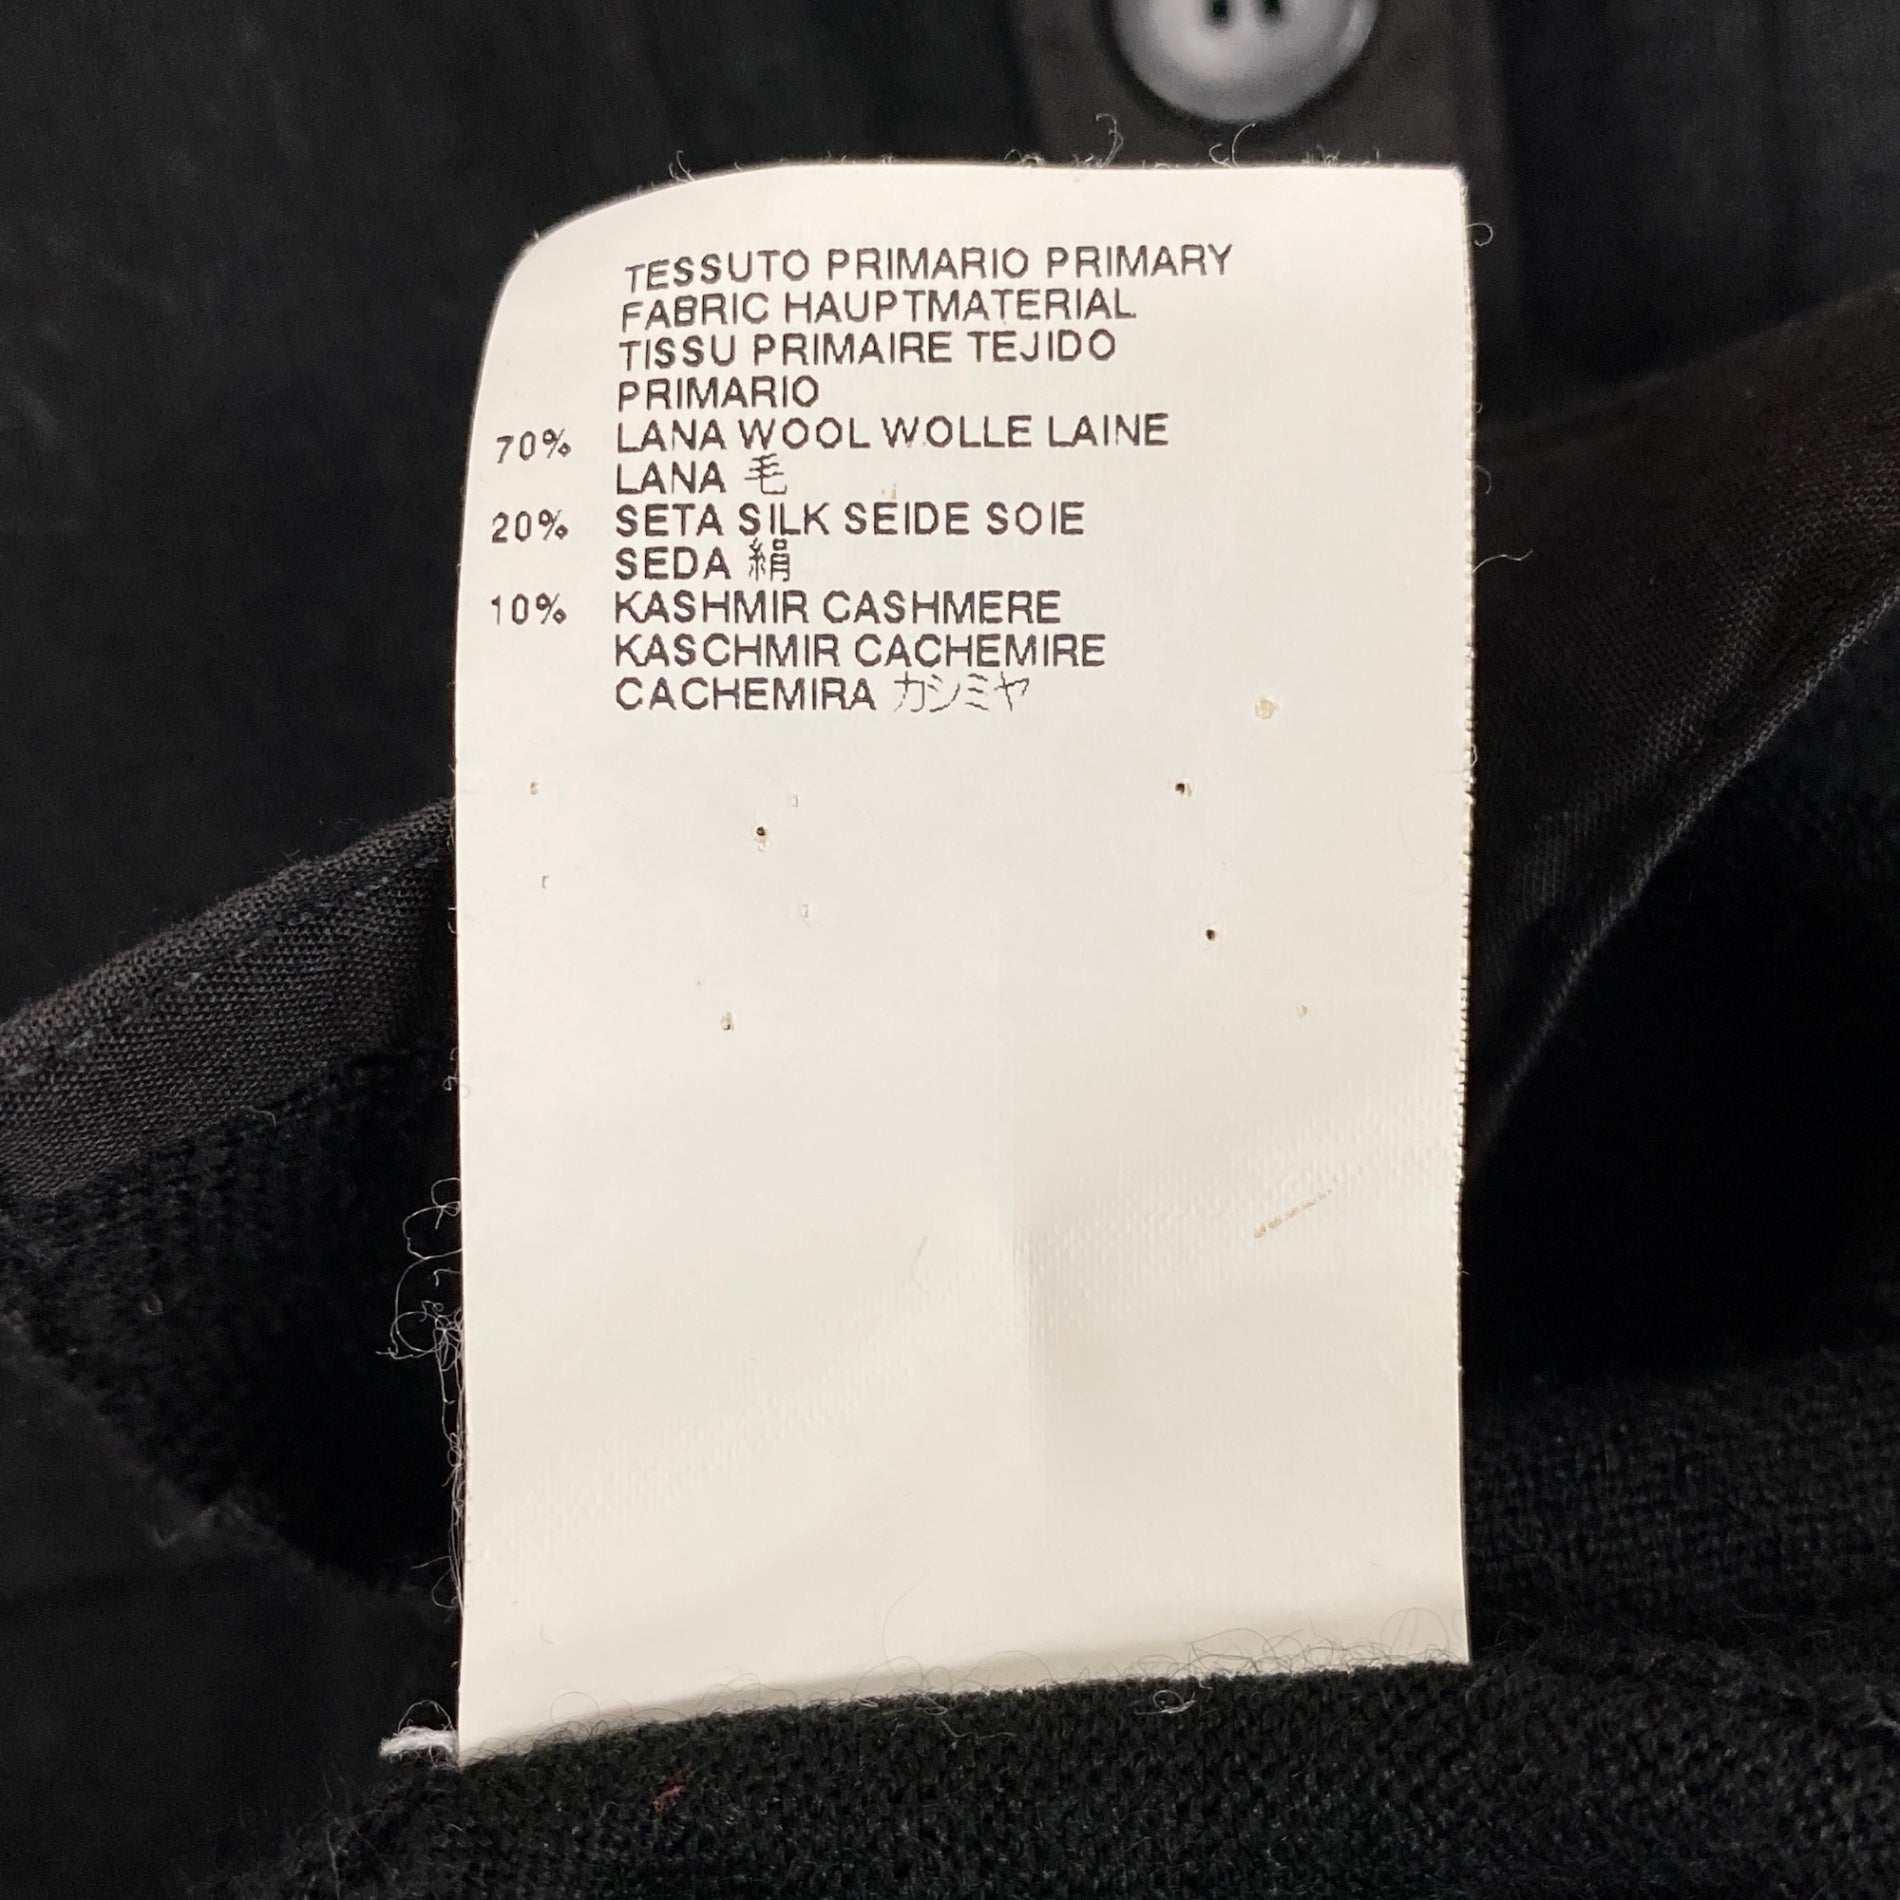 TESSUTO PRIMARIO PRIMARY
FABRIC HAUPTMATERIAL
TISSU PRIMAIRE TEJIDO
PRIMARIO
70% LANA WOOL WOLLE LAINE
LANA 毛
20% SETA SILK SEIDE SOIE
SEDA 絹
10% KASHMIR CASHMERE
KASCHMIR CACHEMIRE
CACHEMIRA カシミヤ